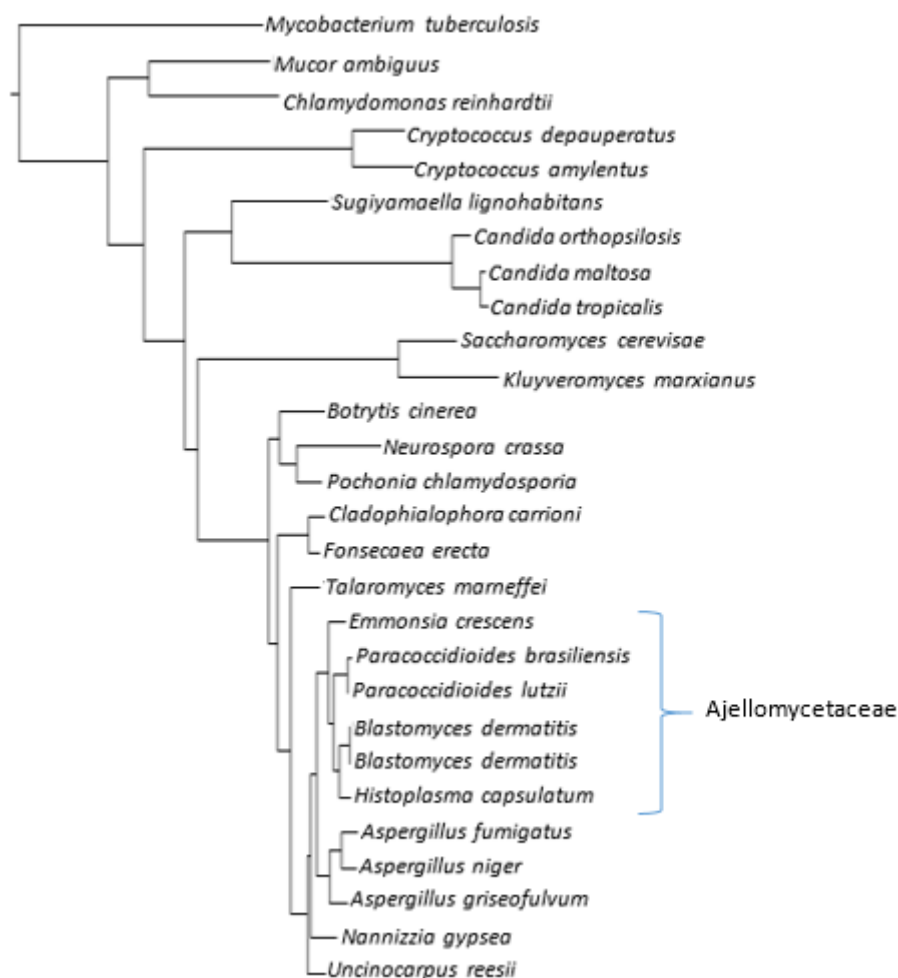 Mycobacterium tuberculosis
Mucor ambiguus
Chlamydomonas reinhardtii
Cryptococcus depauperatus
Cryptococcus amylentus
Sugiyamaella lignohabitans
Candida orthopsilosis
Candida maltosa
Candida tropicalis
Saccharomyces cerevisae
Kluyveromyces marxianus
Botrytis cinerea
Neurospora crassa
Pochonia chlamydosporia
Cladophialophora carrioni
Fonsecaea erecta
Talaromyces marneffei
Emmonsia crescens
Paracoccidioides brasiliensis
Paracoccidioides lutzii
Ajellomycetaceae
Blastomyces dermatitis
Blastomyces dermatitis
Histoplasma capsulatum
Aspergillus fumigatus
Aspergillus niger
Aspergillus griseofulvum
Nannizzia gypsea
Uncinocarpus reesii